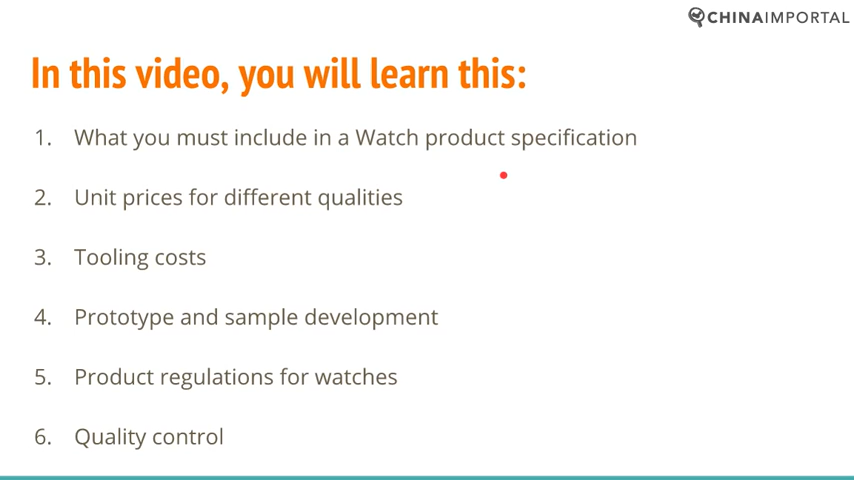 CHINAIMPORTAL
In this video, you will learn this:
1. What you must include in a Watch product specification
2. Unit prices for different qualities
3. Tooling costs
4. Prototype and sample development
5. Product regulations for watches
6. Quality control